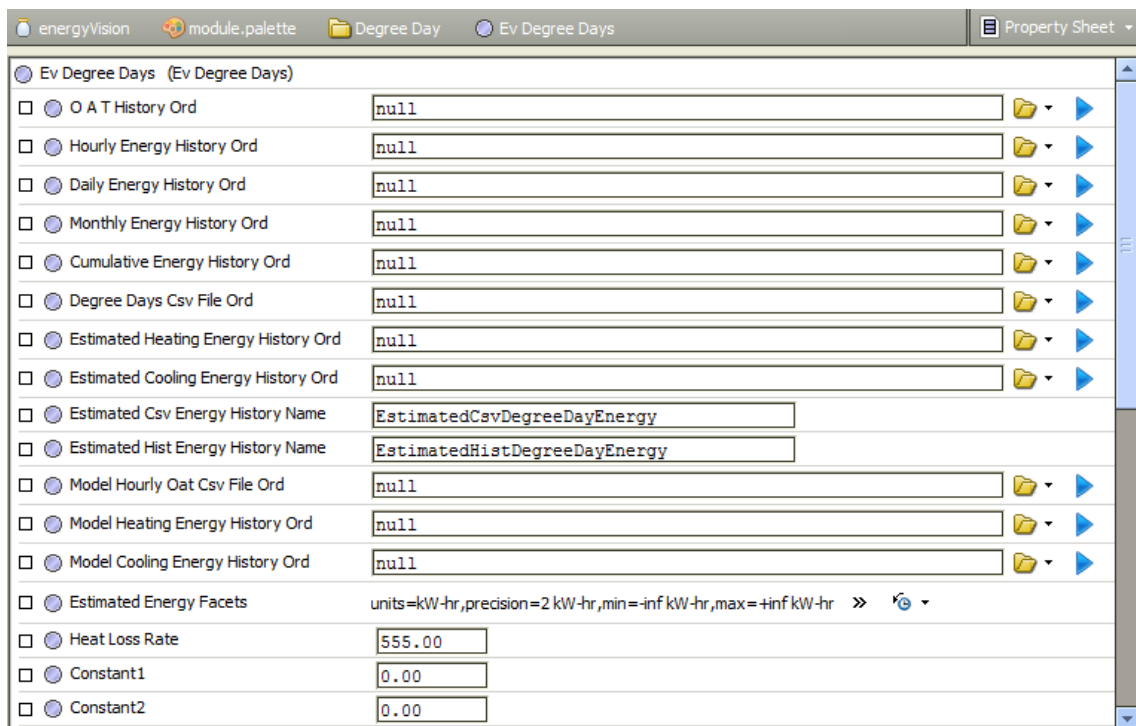 energyVision module.palette Degree Day Ev Degree Days Property Sheet
Ev Degree Days (Ev Degree Days)
O A T History Ord null
Hourly Energy History Ord null
Daily Energy History Ord null
Monthly Energy History Ord null
Cumulative Energy History Ord null
Degree Days Csv File Ord null
Estimated Heating Energy History Ord null
Estimated Cooling Energy History Ord null
Estimated Csv Energy History Name EstimatedCsvDegreeDayEnergy
Estimated Hist Energy History Name EstimatedHistDegreeDayEnergy
Model Hourly Oat Csv File Ord null
Model Heating Energy History Ord null
Model Cooling Energy History Ord null
Estimated Energy Facets units=kW-hr,precision=2 kW-hr,min=-inf kW-hr,max=+inf kW-hr »
Heat Loss Rate 555.00
Constant1 0.00
Constant2 0.00